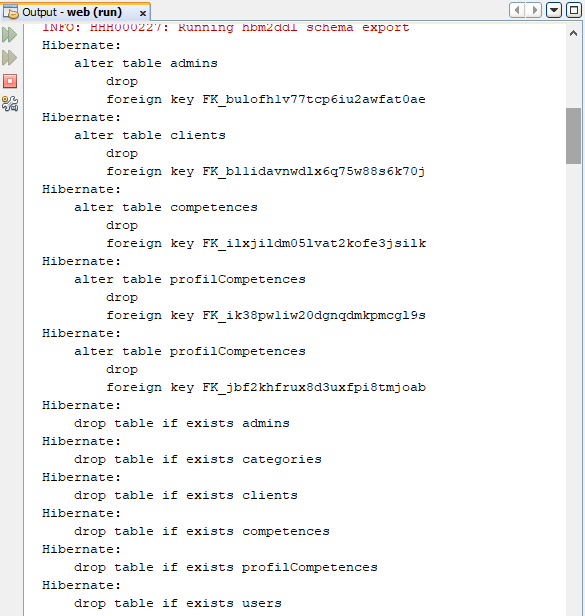 Output - web (run)
INFO: HHH000227: Running hbm2ddl schema export
Hibernate:
    alter table admins
        drop
        foreign key FK_bulofh1v77tcp6iu2awfat0ae
Hibernate:
    alter table clients
        drop
        foreign key FK_bl1idavnwdlx6q75w88s6k70j
Hibernate:
    alter table competences
        drop
        foreign key FK_ilxjildm05lvat2kofe3jsilk
Hibernate:
    alter table profilCompetences
        drop
        foreign key FK_ik38pw1iw20dgnqdmkpmcgl9s
Hibernate:
    alter table profilCompetences
        drop
        foreign key FK_jbf2khfrux8d3uxfpi8tmjoab
Hibernate:
    drop table if exists admins
Hibernate:
    drop table if exists categories
Hibernate:
    drop table if exists clients
Hibernate:
    drop table if exists competences
Hibernate:
    drop table if exists profilCompetences
Hibernate:
    drop table if exists users